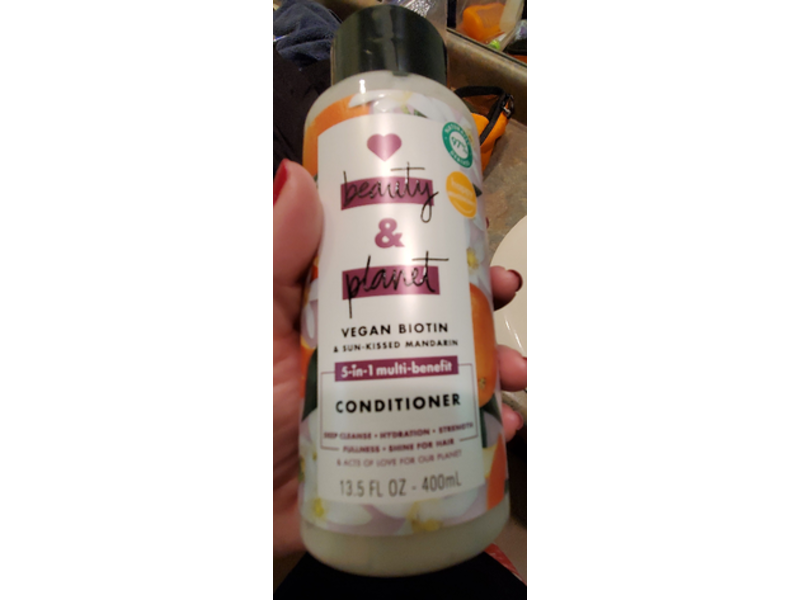 beauty
&
planet
VEGAN BIOTIN
& SUN-KISSED MANDARIN
5-in-1 multi-benefit
CONDITIONER
DEEP CLEANSE • HYDRATION • STRENGTH
FULLNESS • SHINE FOR HAIR
& ACTS OF LOVE FOR OUR PLANET
13.5 FL OZ - 400mL
97%